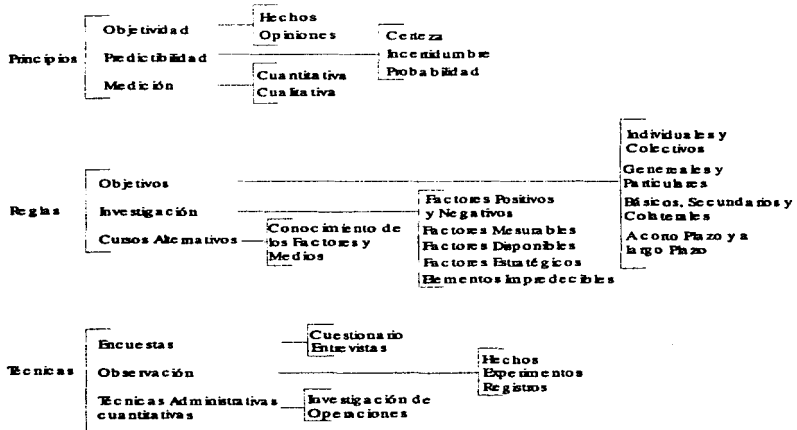 Principios
Objetividad
Hechos
Opiniones
Predictibilidad
Certeza
Incertidumbre
Probabilidad
Medición
Cuantitativa
Cualitativa
Reglas
Objetivos
Individuales y
Colectivos
Genereales y
Particulares
Básicos, Secundarios y
Colaterales
A corto Plazo y a
largo Plazo
Investigación
Factores Positivos
y Negativos
Factores Mesurables
Factores Disponibles
Factores Estratégicos
Elementos Impredecibles
Cursos Alternativos
Conocimiento de
los Factores y
Medios
Técnicas
Encuestas
Cuestionario
Entrevistas
Observación
Hechos
Experimentos
Registros
Técnicas Administrativas
cuantitativas
Investigación de
Operaciones